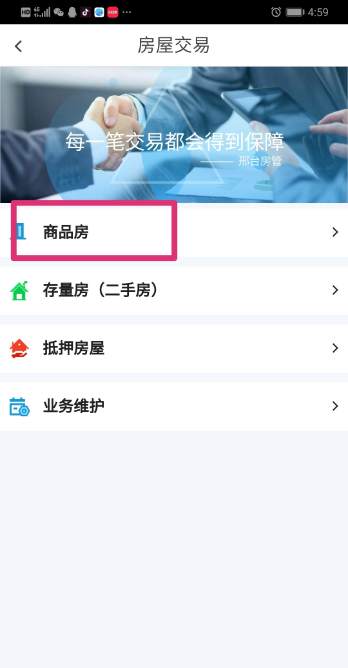 HD 4G ··· 4:59
房屋交易
每一笔交易都会得到保障
—— 邢台房管
商品房
存量房（二手房）
抵押房屋
业务维护